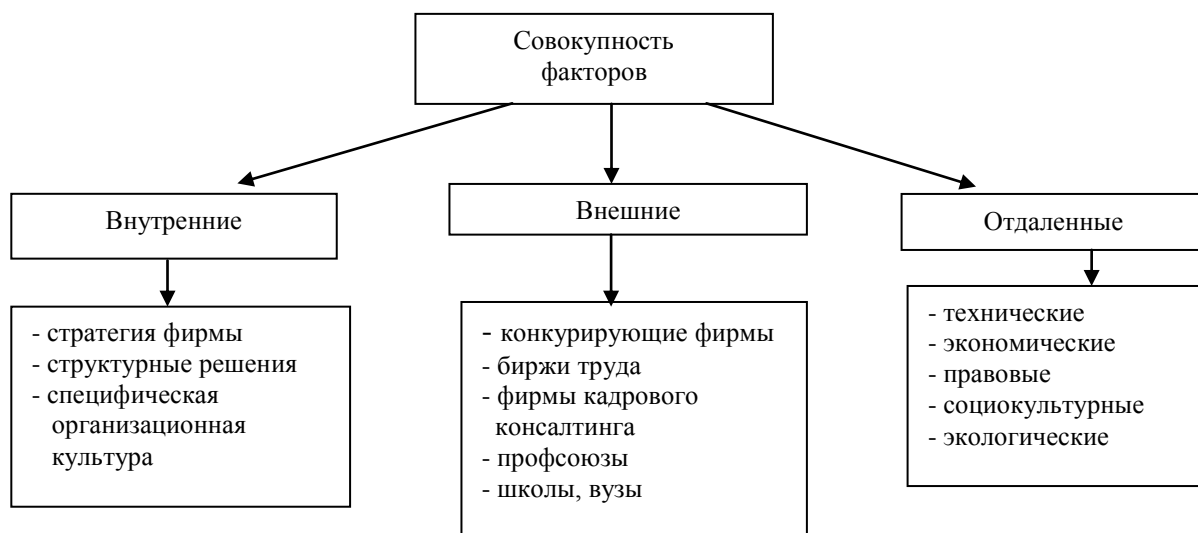 Совокупность
факторов
Внутренние
Внешние
Отдаленные
- стратегия фирмы
- структурные решения
- специфическая
организационная
культура
- конкурирующие фирмы
- биржи труда
- фирмы кадрового
консалтинга
- профсоюзы
- школы, вузы
- технические
- экономические
- правовые
- социокультурные
- экологические